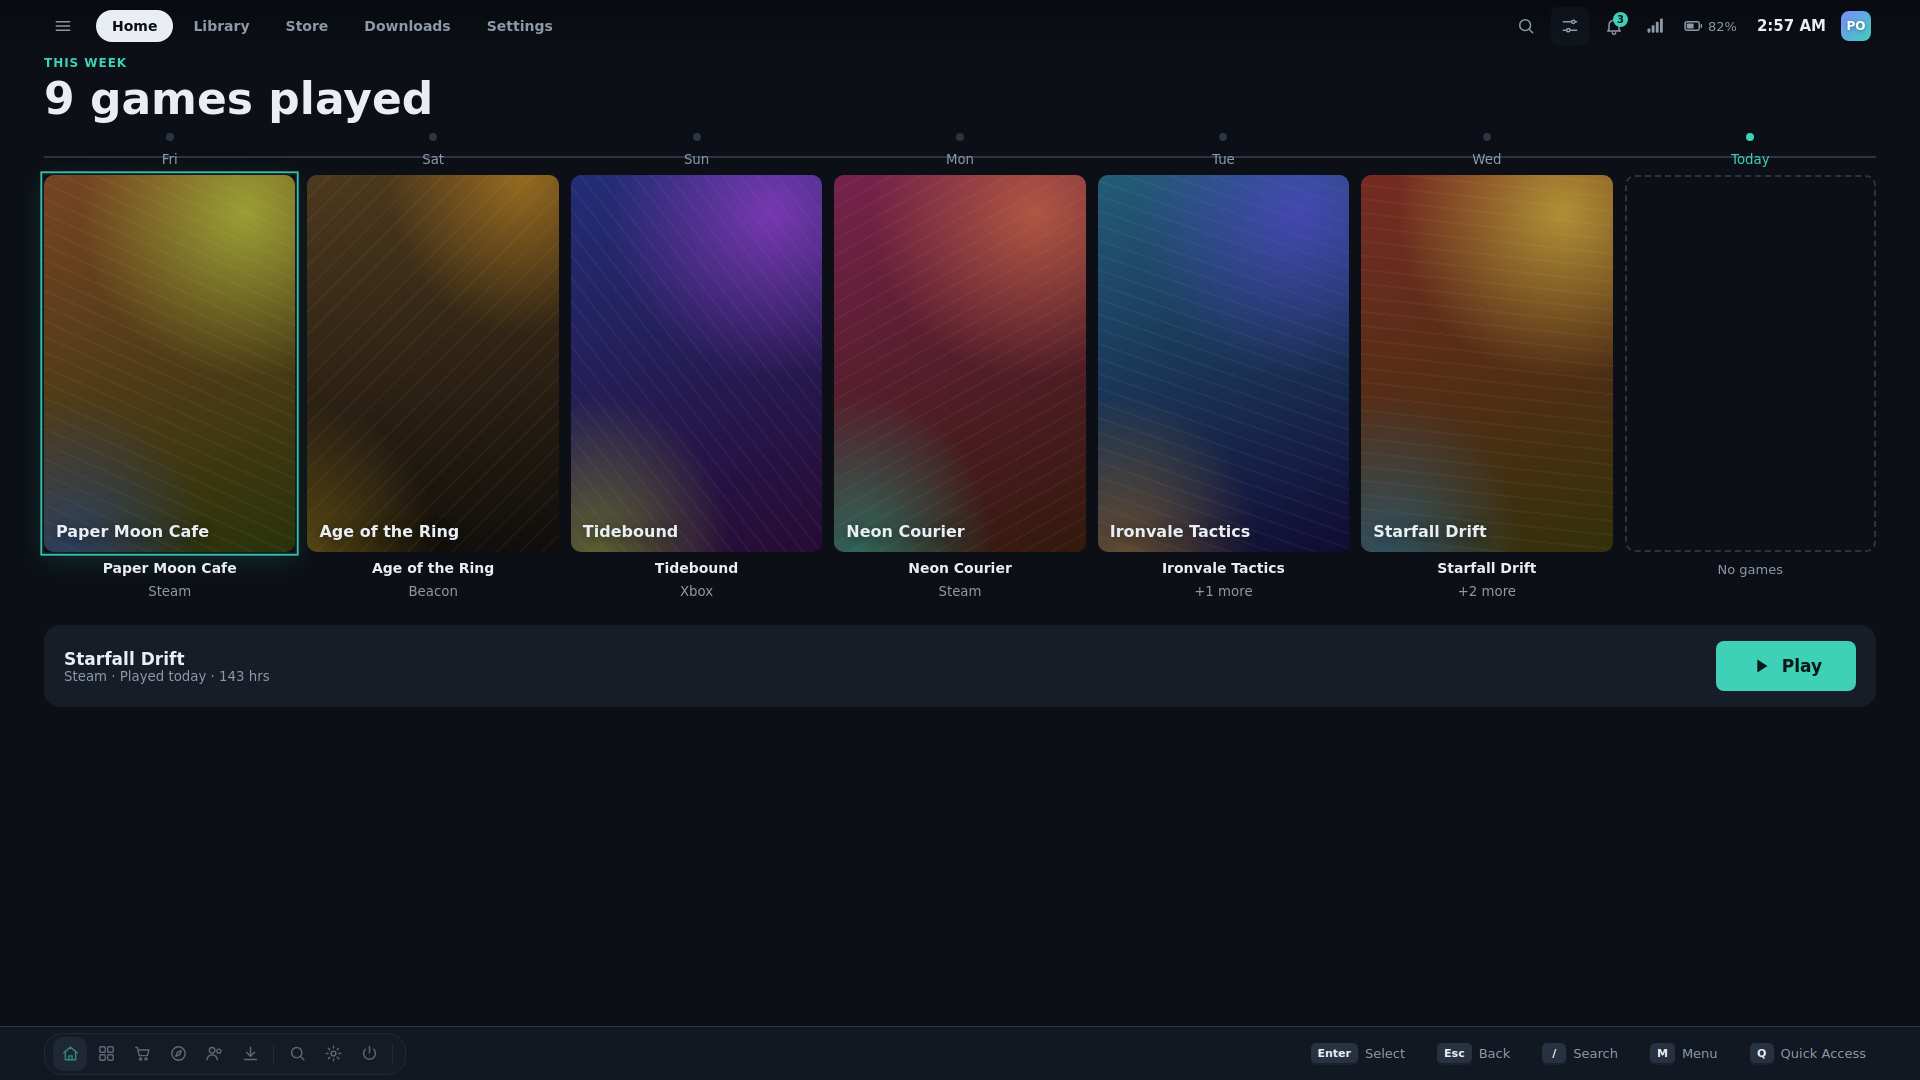 Home Library Store Downloads Settings
3 82% 2:57 AM PO
THIS WEEK
9 games played
Fri Sat Sun Mon Tue Wed Today
Paper Moon Cafe Age of the Ring Tidebound Neon Courier Ironvale Tactics Starfall Drift
Paper Moon Cafe Age of the Ring Tidebound Neon Courier Ironvale Tactics Starfall Drift No games
Steam Beacon Xbox Steam +1 more +2 more
Starfall Drift
Steam · Played today · 143 hrs
Play
Enter Select Esc Back / Search M Menu Q Quick Access